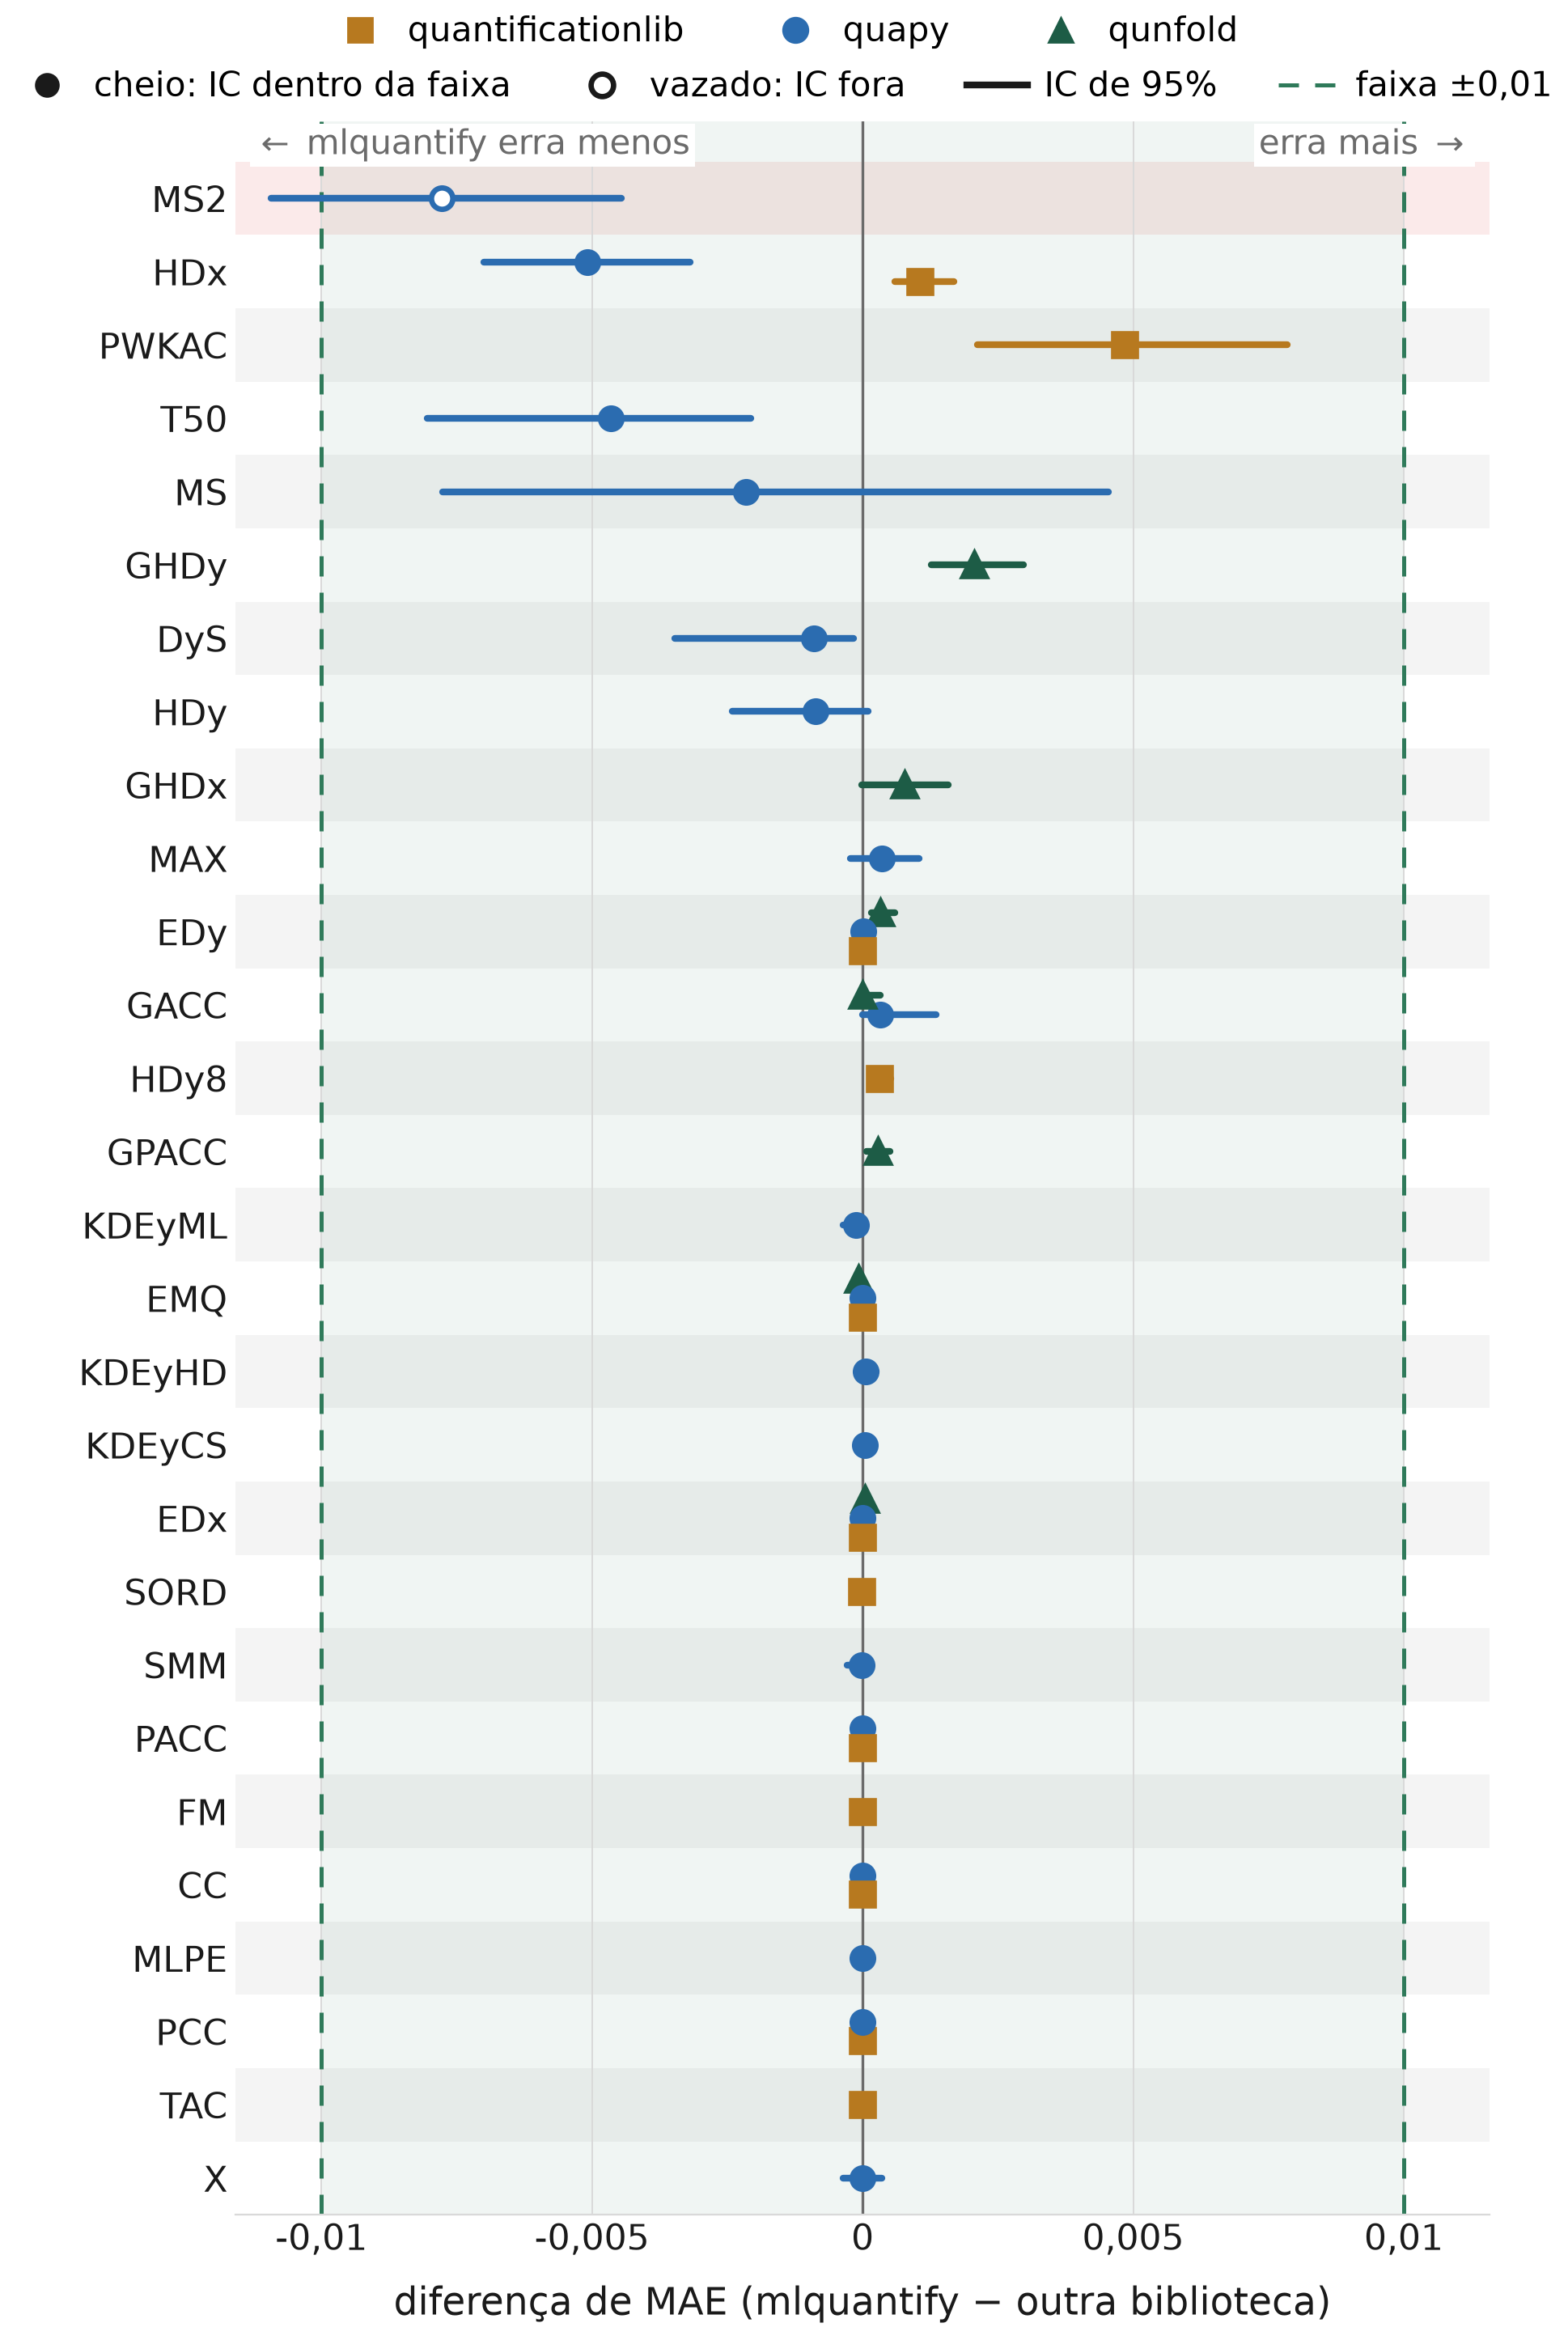 quantificationlib quapy qunfold
cheio: IC dentro da faixa vazado: IC fora IC de 95% faixa ±0,01
← mlquantify erra menos erra mais →
MS2
HDx
PWKAC
T50
MS
GHDy
DyS
HDy
GHDx
MAX
EDy
GACC
HDy8
GPACC
KDEyML
EMQ
KDEyHD
KDEyCS
EDx
SORD
SMM
PACC
FM
CC
MLPE
PCC
TAC
X
-0,01 -0,005 0 0,005 0,01
diferença de MAE (mlquantify − outra biblioteca)